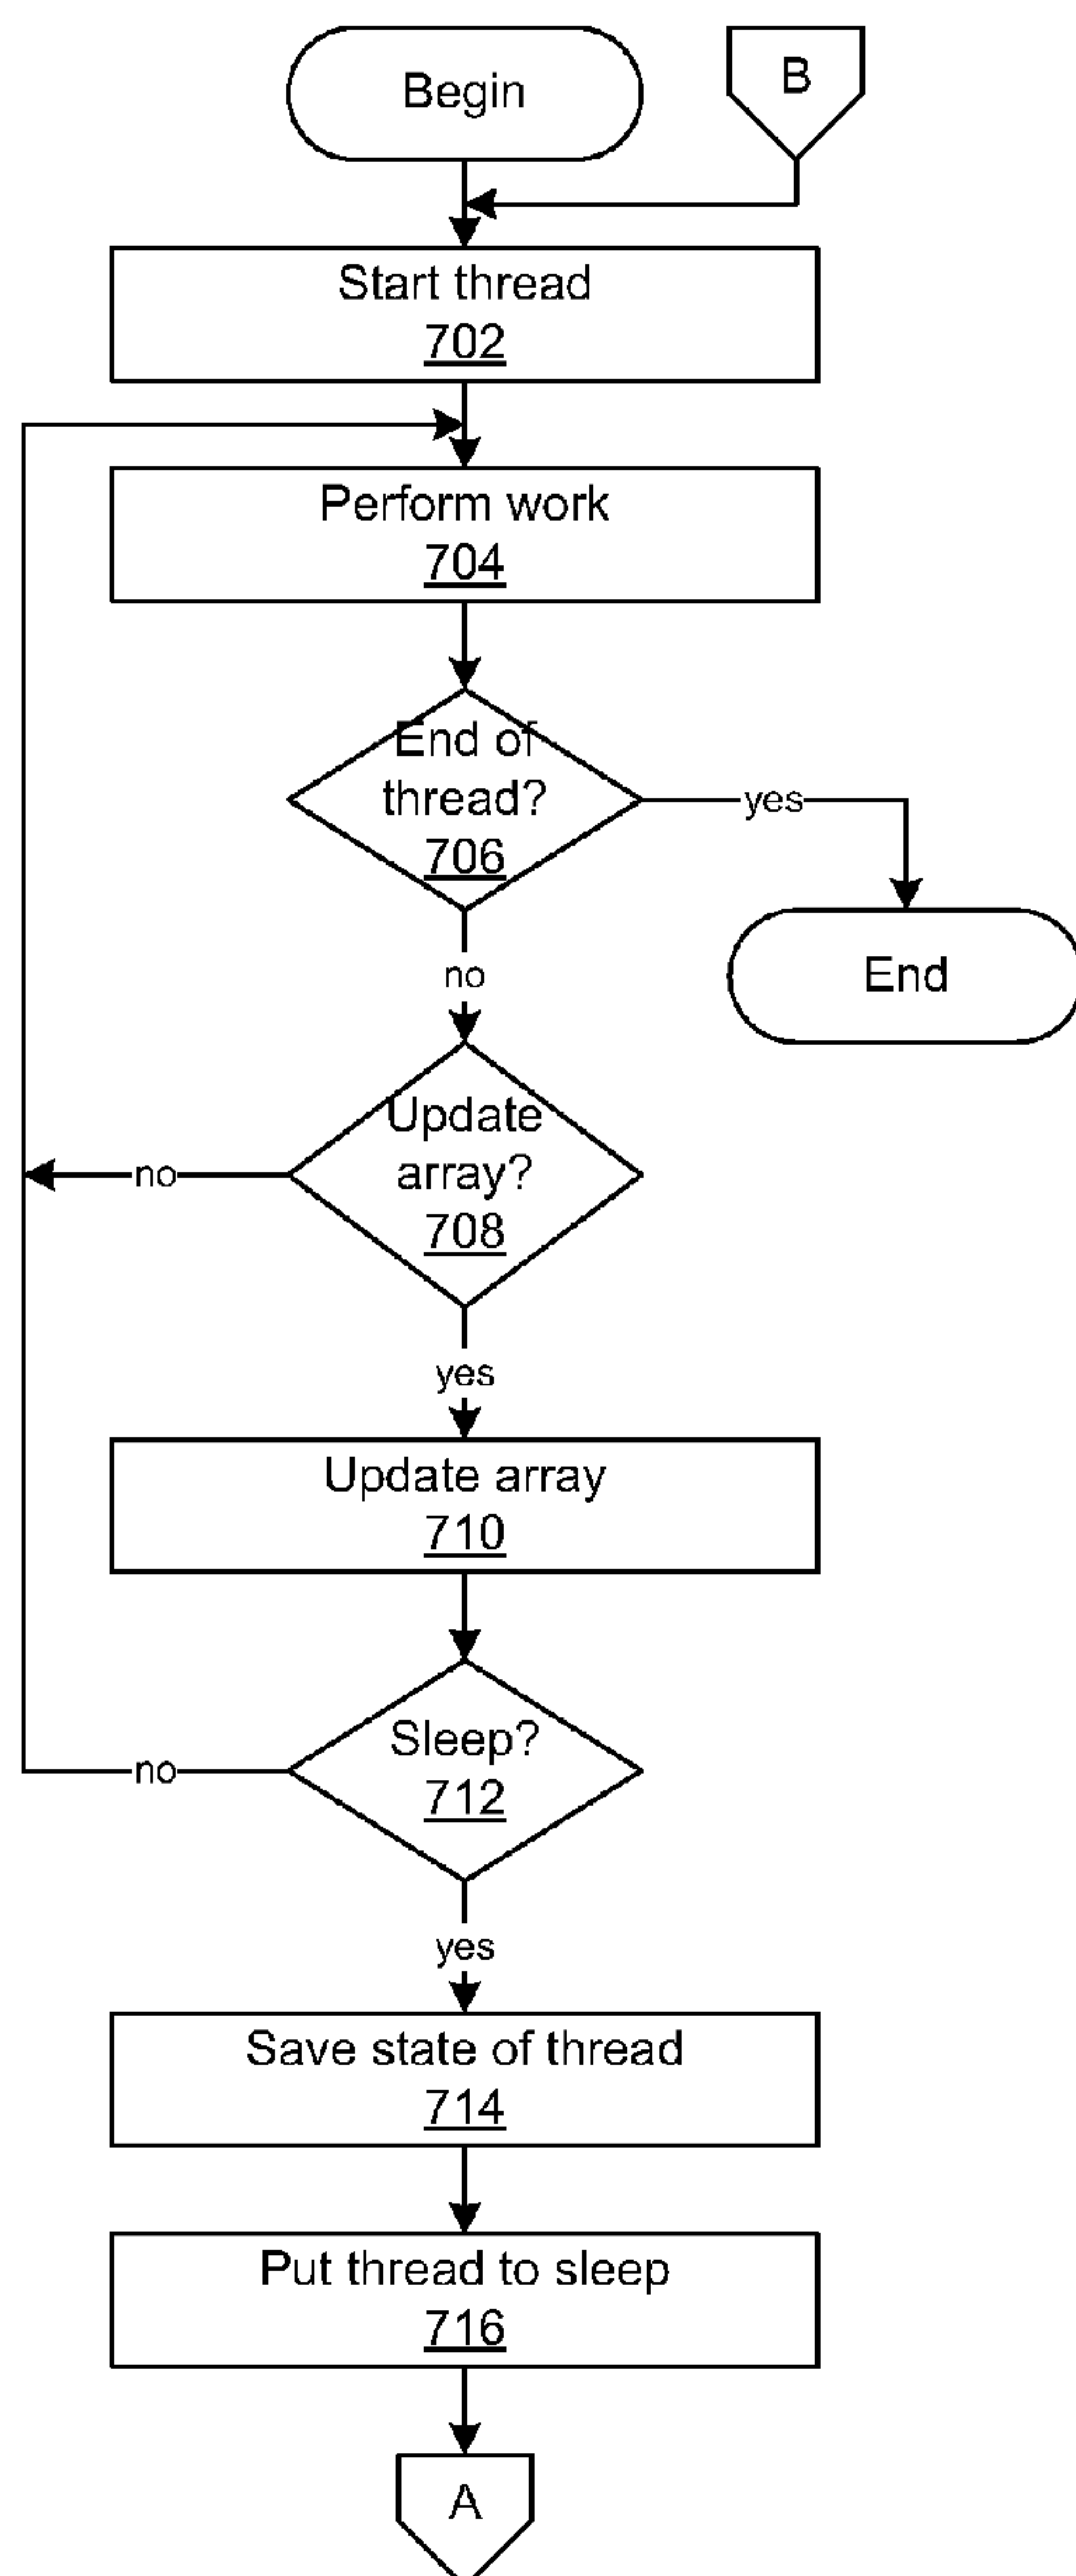 Begin
B
Start thread
702
Perform work
704
End of
thread?
706
yes
End
no
Update
array?
708
no
yes
Update array
710
Sleep?
712
no
yes
Save state of thread
714
Put thread to sleep
716
A